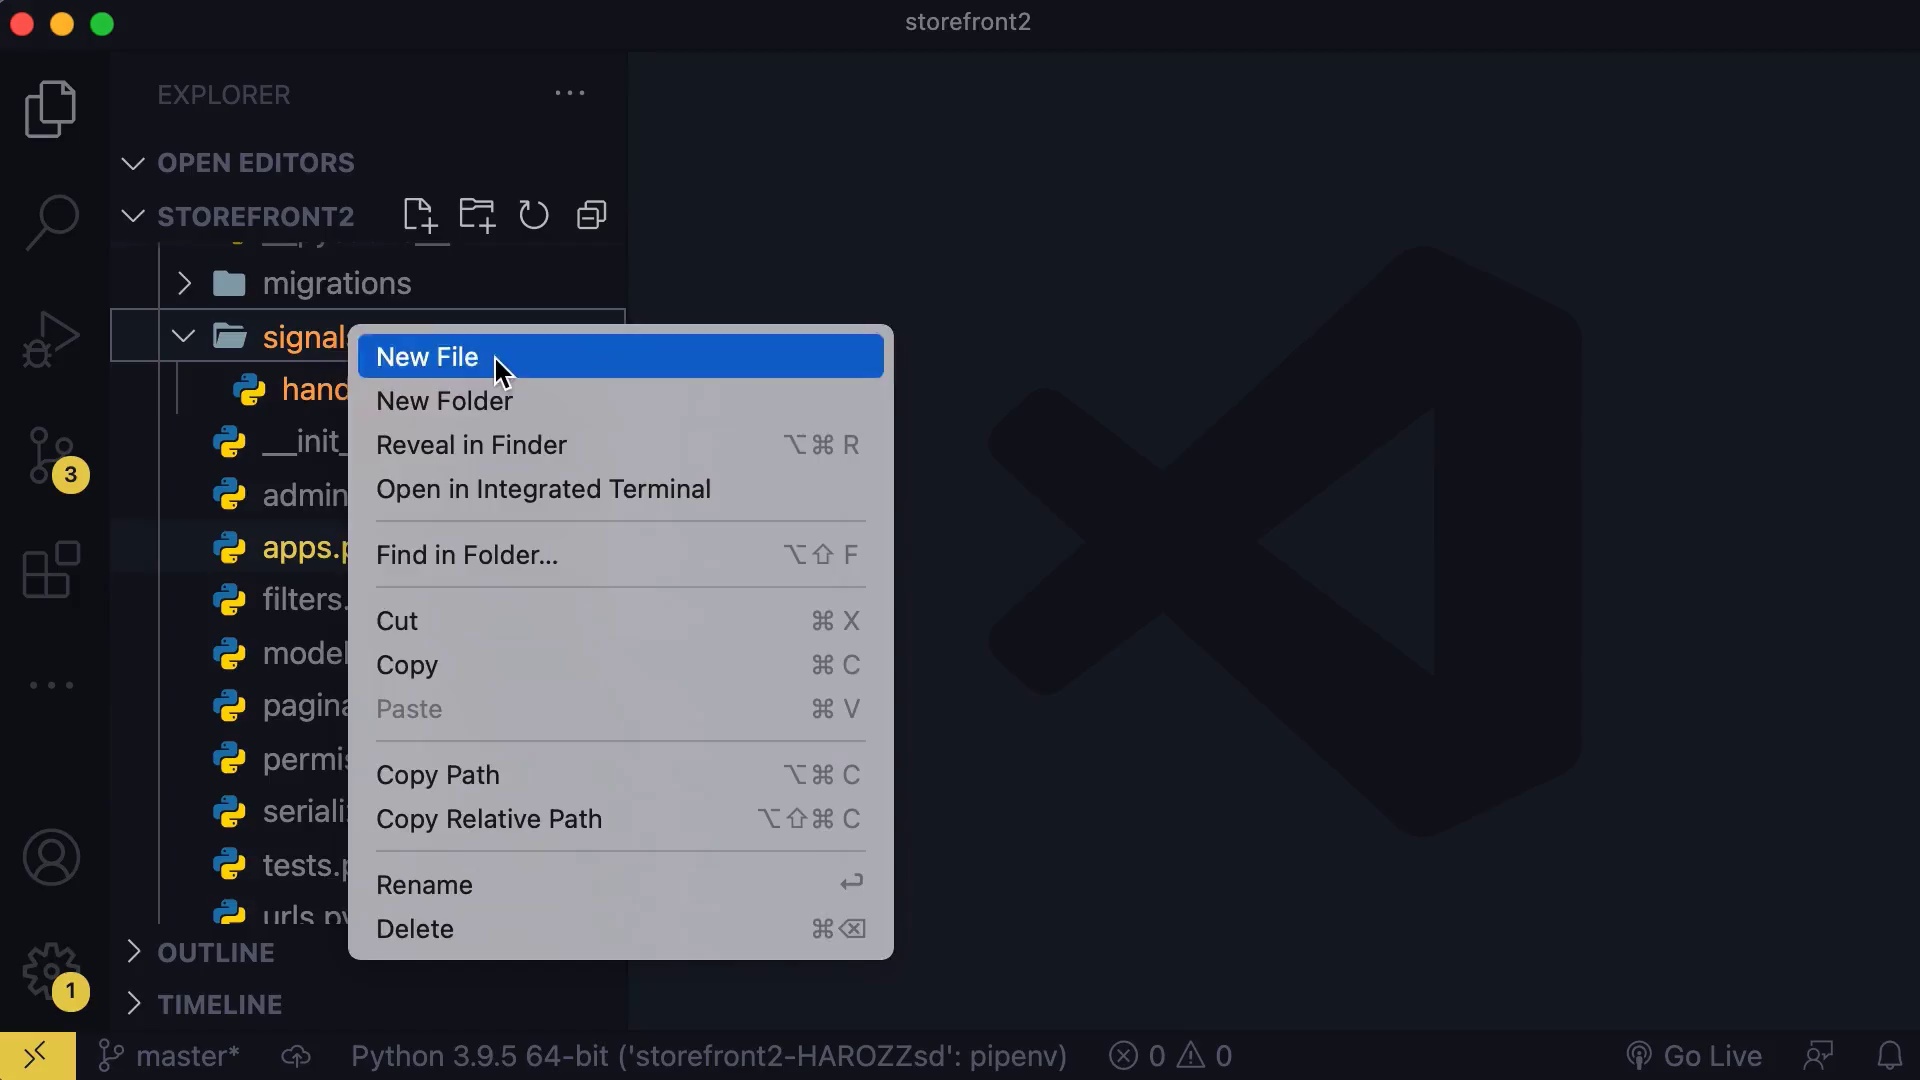 storefront2
EXPLORER
OPEN EDITORS
STOREFRONT2
migrations
signals
New File
New Folder
Reveal in Finder ⌥⌘ R
Open in Integrated Terminal
Find in Folder... ⌥⇧ F
Cut ⌘ X
Copy ⌘ C
Paste ⌘ V
Copy Path ⌥⌘ C
Copy Relative Path ⌥⇧⌘ C
Rename ↩
Delete ⌘⌫
hand
__init_
admin
apps.p
filters.
model
pagina
permis
seriali
tests.p
urls.py
OUTLINE
TIMELINE
3
1
master*
Python 3.9.5 64-bit ('storefront2-HAROZZsd': pipenv)
0
0
Go Live